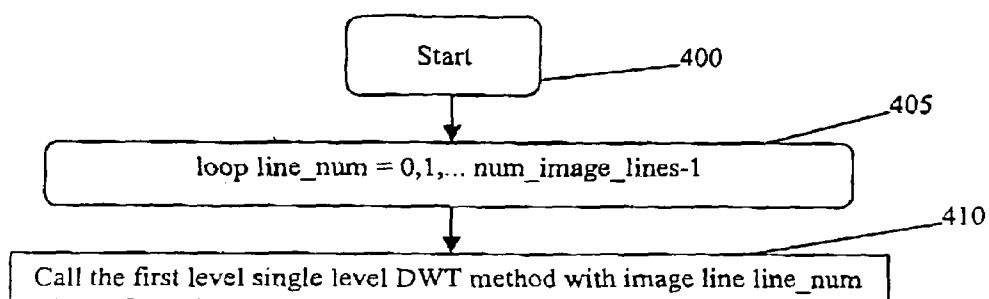 Start
400
405
loop line_num = 0,1,... num_image_lines-1
410
Call the first level single level DWT method with image line line_num